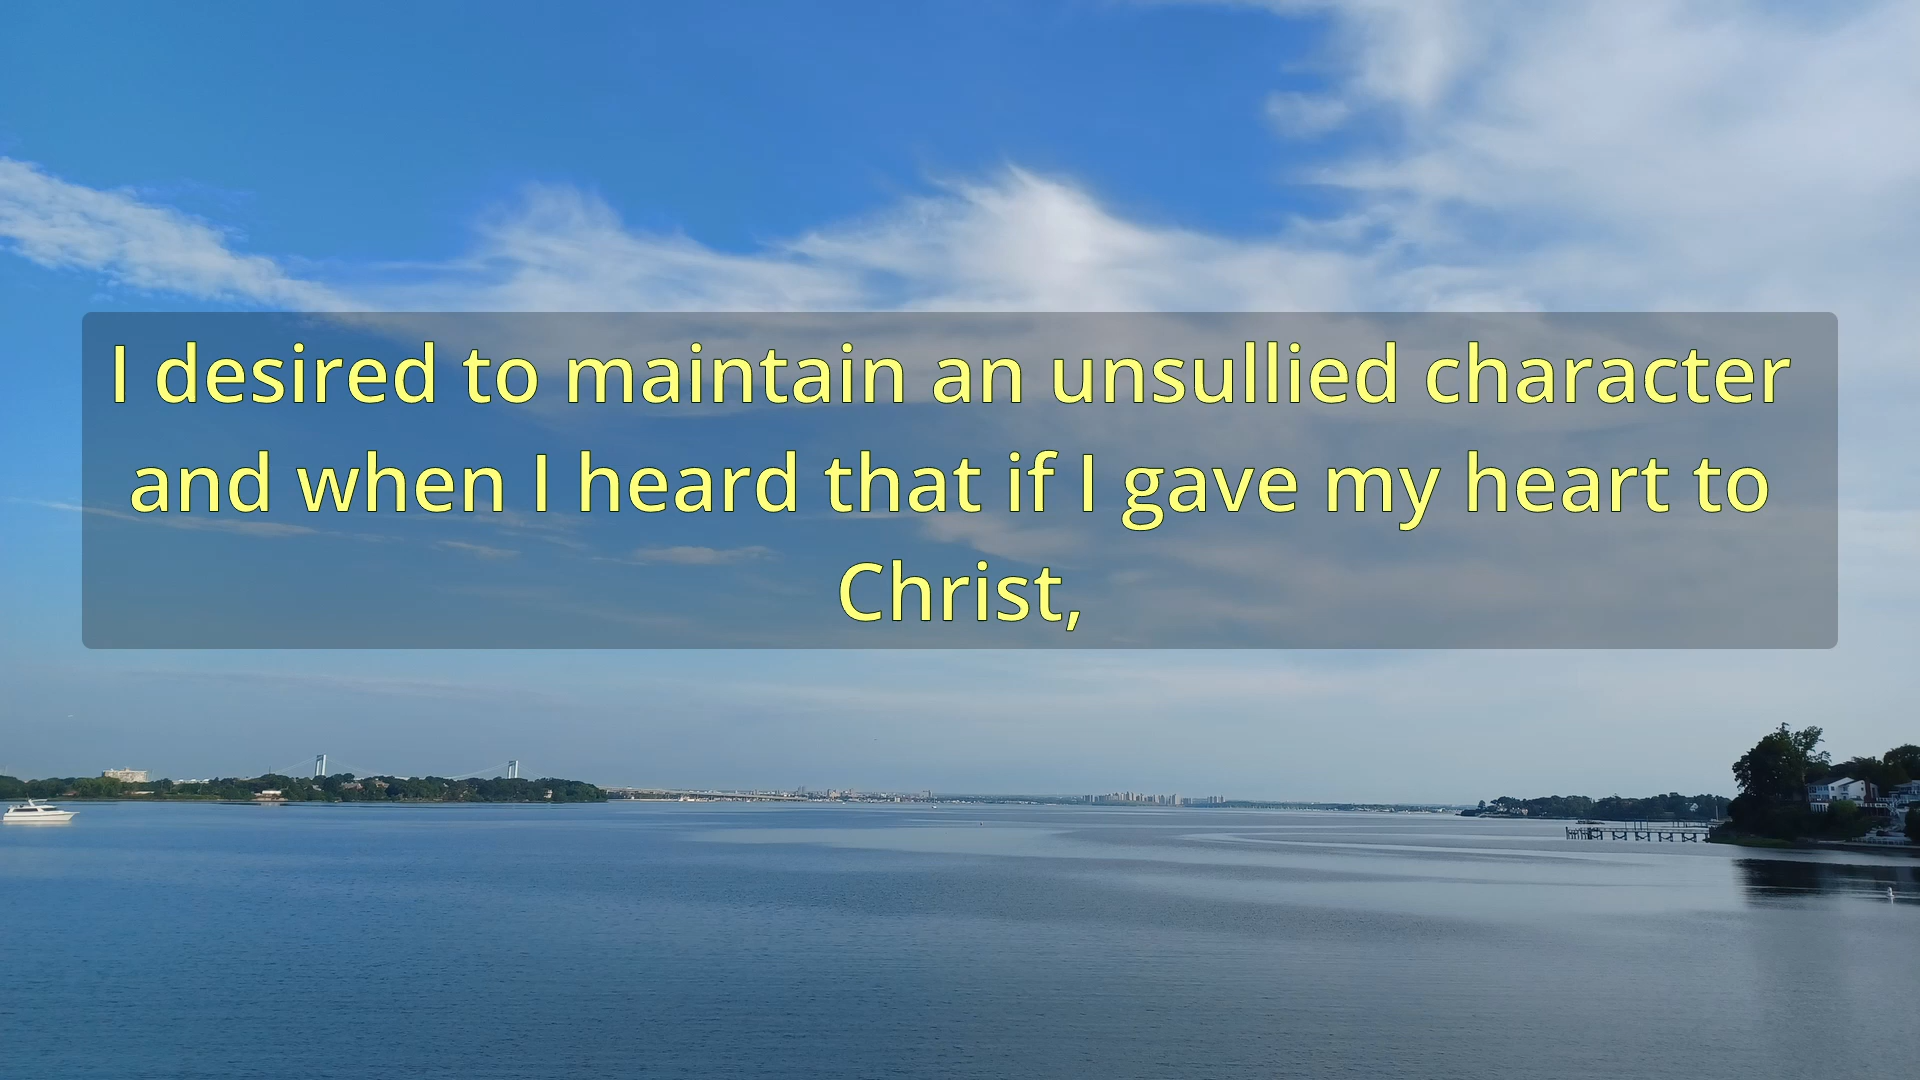 I desired to maintain an unsullied character
and when I heard that if I gave my heart to
Christ,